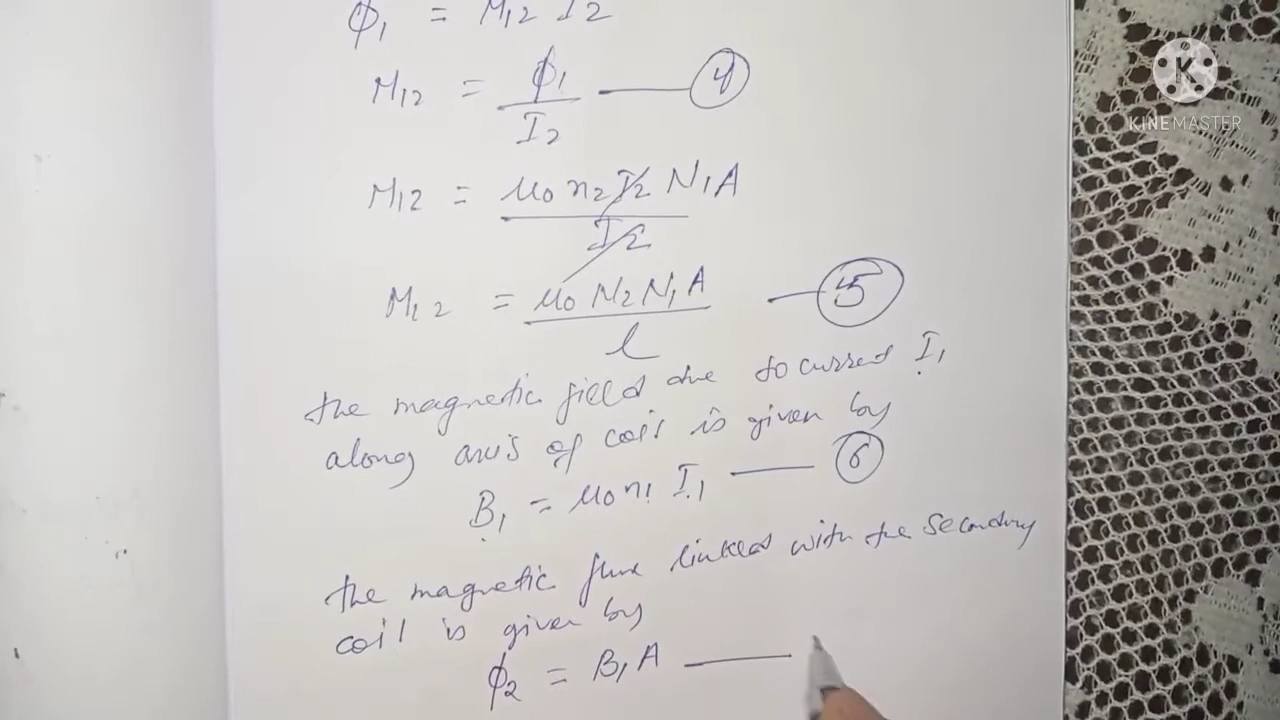 ϕ₁ = M₁₂ I₂
M₁₂ = ϕ₁ / I₂ — 4
M₁₂ = μ₀ n₂ I₂ N₁ A / I₂
M₁₂ = μ₀ N₂ N₁ A / l — 5
the magnetic field due to current I₁
along axis of coil is given by
B₁ = μ₀ n₁ I₁ — 6
the magnetic flux linked with the secondary
coil is given by
ϕ₂ = B₁ A —
K
KINEMASTER